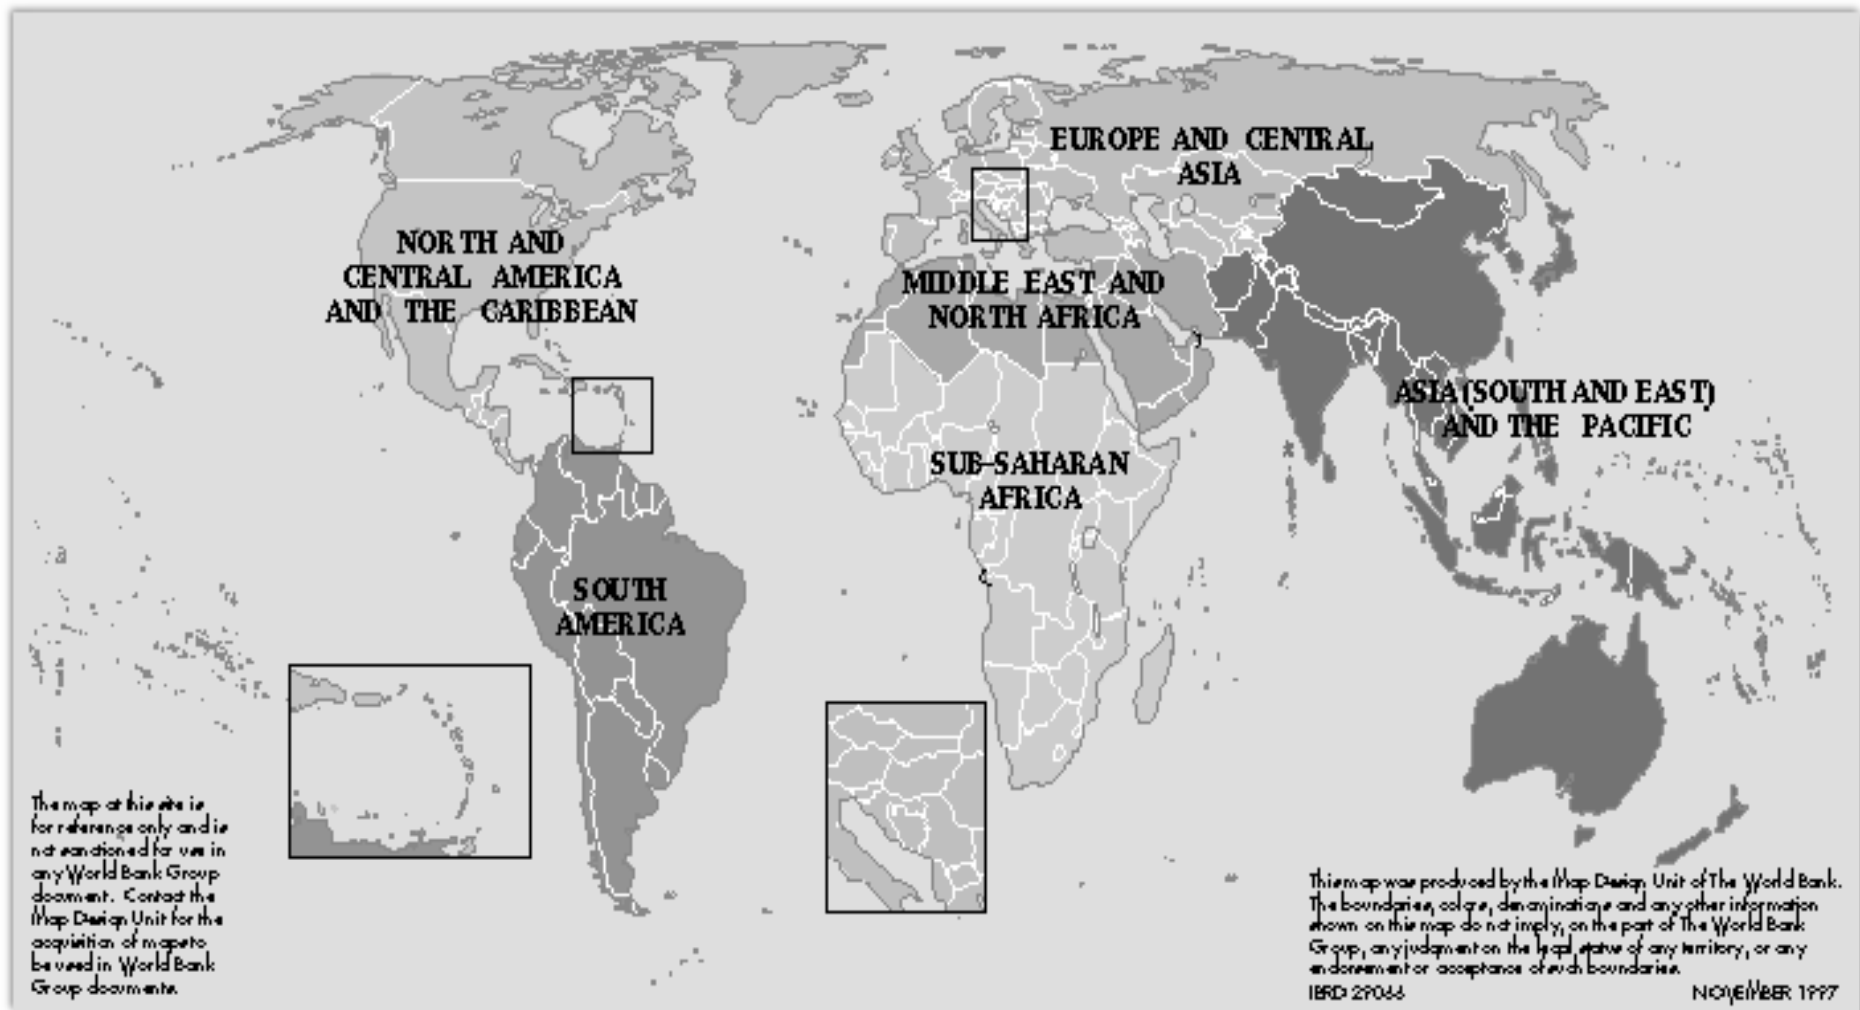 EUROPE AND CENTRAL
ASIA
NORTH AND
CENTRAL AMERICA
AND THE CARIBBEAN
MIDDLE EAST AND
NORTH AFRICA
ASIA (SOUTH AND EAST)
AND THE PACIFIC
SUB-SAHARAN
AFRICA
SOUTH
AMERICA
The map at this site is
for reference only and is
not sanctioned for use in
any World Bank Group
document. Contact the
Map Design Unit for the
acquisition of maps to
be used in World Bank
Group documents.
This map was produced by the Map Design Unit of The World Bank.
The boundaries, colors, denominations and any other information
shown on this map do not imply, on the part of The World Bank
Group, any judgment on the legal status of any territory, or any
endorsement or acceptance of such boundaries.
IBRD 29066
NOVEMBER 1997